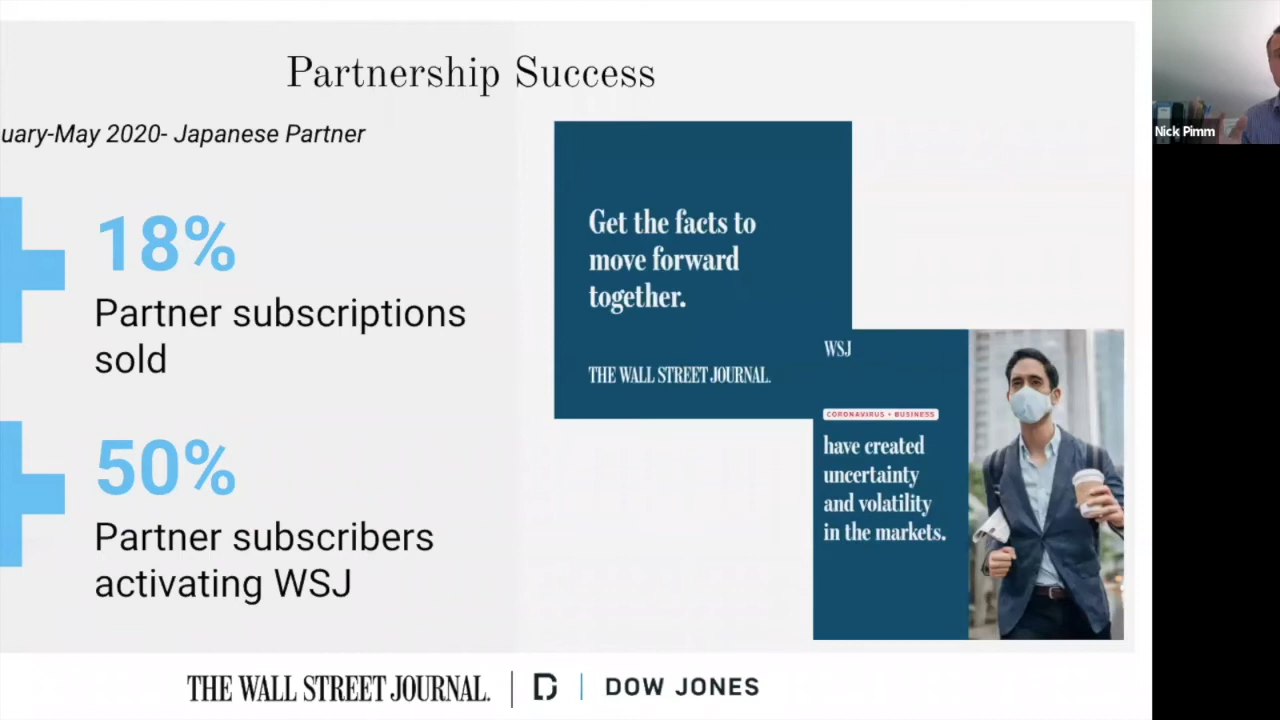 Partnership Success
uary-May 2020- Japanese Partner
18%
Partner subscriptions
sold
50%
Partner subscribers
activating WSJ
Get the facts to
move forward
together.
THE WALL STREET JOURNAL.
WSJ
CORONAVIRUS + BUSINESS
have created
uncertainty
and volatility
in the markets.
THE WALL STREET JOURNAL. | D | DOW JONES
Nick Pimm